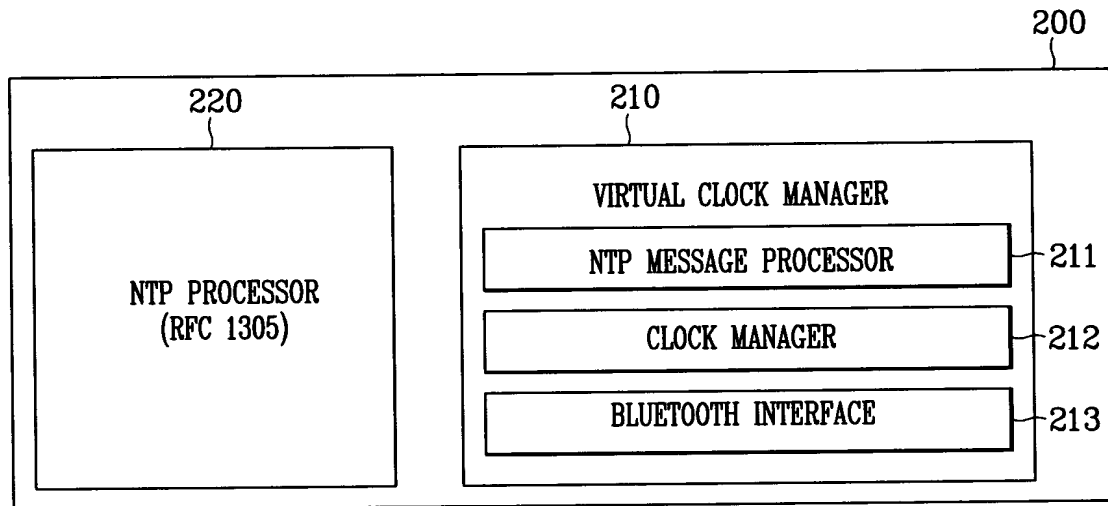 200
220
210
VIRTUAL CLOCK MANAGER
NTP MESSAGE PROCESSOR
211
NTP PROCESSOR
(RFC 1305)
CLOCK MANAGER
212
BLUETOOTH INTERFACE
213